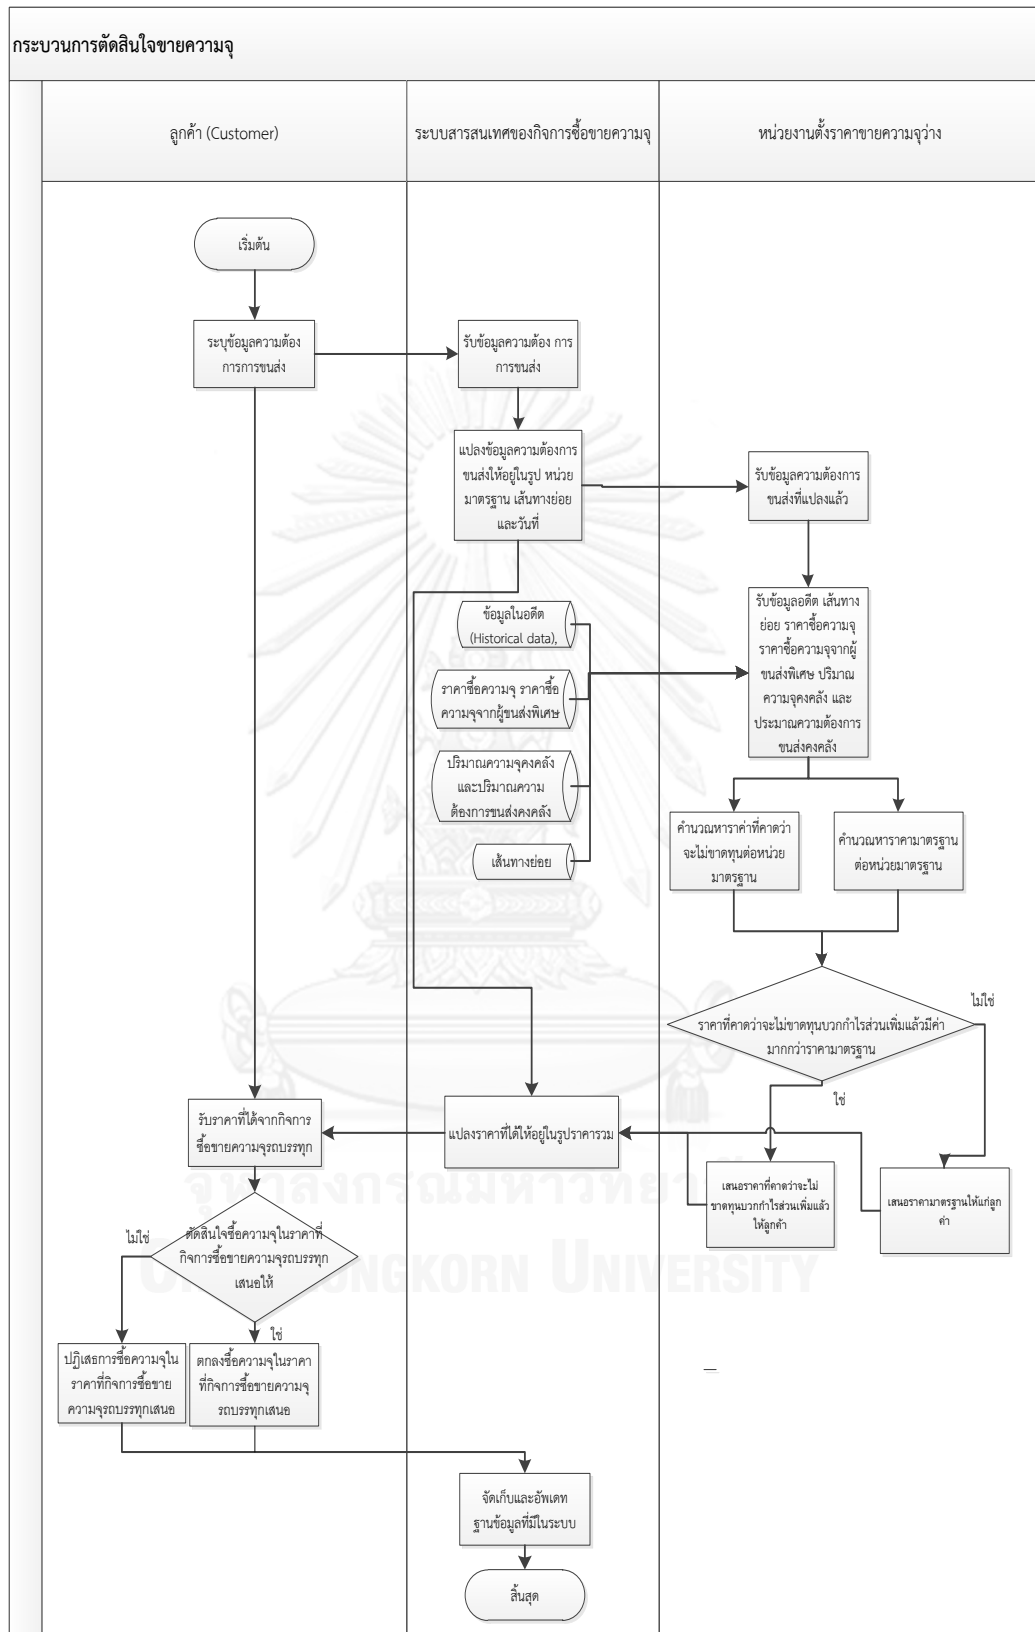 กระบวนการตัดสินใจขายความจุ
ลูกค้า (Customer)
ระบบสารสนเทศของกิจการซื้อขายความจุ
หน่วยงานตั้งราคาขายความจุว่าง
เริ่มต้น
ระบุข้อมูลความต้อง
การการขนส่ง
รับข้อมูลความต้อง การ
การขนส่ง
แปลงข้อมูลความต้องการ
ขนส่งให้อยู่ในรูป หน่วย
มาตรฐาน เส้นทางย่อย
และวันที่
รับข้อมูลความต้องการ
ขนส่งที่แปลงแล้ว
ข้อมูลในอดีต
(Historical data),
ราคาซื้อความจุ ราคาซื้อ
ความจุจากผู้ขนส่งพิเศษ
ปริมาณความจุคงคลัง
และปริมาณความ
ต้องการขนส่งคงคลัง
เส้นทางย่อย
รับข้อมูลอดีต เส้นทาง
ย่อย ราคาซื้อความจุ
ราคาซื้อความจุจากผู้
ขนส่งพิเศษ ปริมาณ
ความจุคงคลัง และ
ประมาณความต้องการ
ขนส่งคงคลัง
คำนวณหาราค่าที่คาดว่า
จะไม่ขาดทุนต่อหน่วย
มาตรฐาน
คำนวณหาราคามาตรฐาน
ต่อหน่วยมาตรฐาน
ราคาที่คาดว่าจะไม่ขาดทุนบวกกำไรส่วนเพิ่มแล้วมีค่า
มากกว่าราคามาตรฐาน
ไม่ใช่
ใช่
รับราคาที่ได้จากกิจการ
ซื้อขายความจุรถบรรทุก
แปลงราคาที่ได้ให้อยู่ในรูปราคารวม
เสนอราคาที่คาดว่าจะไม่
ขาดทุนบวกกำไรส่วนเพิ่มแล้ว
ให้ลูกค้า
เสนอราคามาตรฐานให้แก่ลูก
ค่า
จุฬาลงกรณ์มหาวิทยาลัย
CHULALONGKORN UNIVERSITY
ไม่ใช่
ตัดสินใจซื้อความจุในราคาที่
กิจการซื้อขายความจุรถบรรทุก
เสนอให้
ใช่
ปฏิเสธการซื้อความจุใน
ราคาที่กิจการซื้อขาย
ความจุรถบรรทุกเสนอ
ตกลงซื้อความจุในราคา
ที่กิจการซื้อขายความจุ
รถบรรทุกเสนอ
จัดเก็บและอัพเดท
ฐานข้อมูลที่มีในระบบ
สิ้นสุด